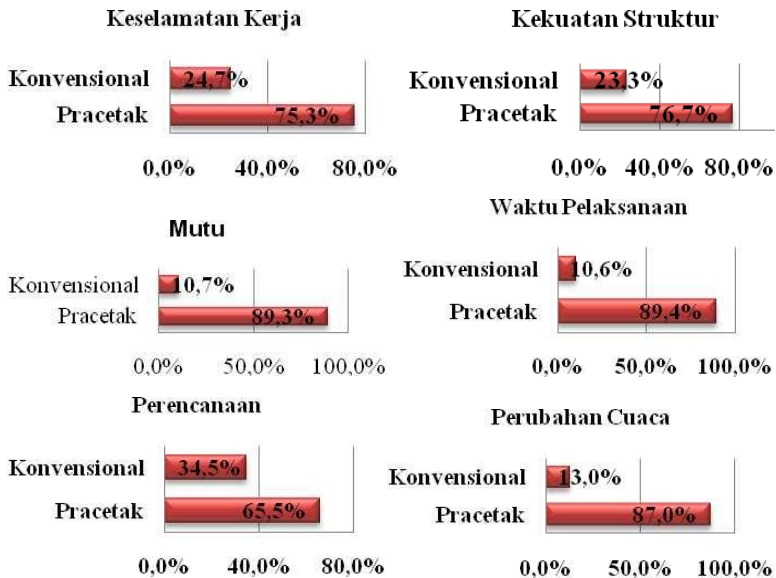 Keselamatan Kerja
Konvensional 24,7%
Pracetak 75,3%
0,0% 40,0% 80,0%
Kekuatan Struktur
Konvensional 23,3%
Pracetak 76,7%
0,0% 40,0% 80,0%
Mutu
Konvensional 10,7%
Pracetak 89,3%
0,0% 50,0% 100,0%
Waktu Pelaksanaan
Konvensional 10,6%
Pracetak 89,4%
0,0% 50,0% 100,0%
Perencanaan
Konvensional 34,5%
Pracetak 65,5%
0,0% 40,0% 80,0%
Perubahan Cuaca
Konvensional 13,0%
Pracetak 87,0%
0,0% 50,0% 100,0%